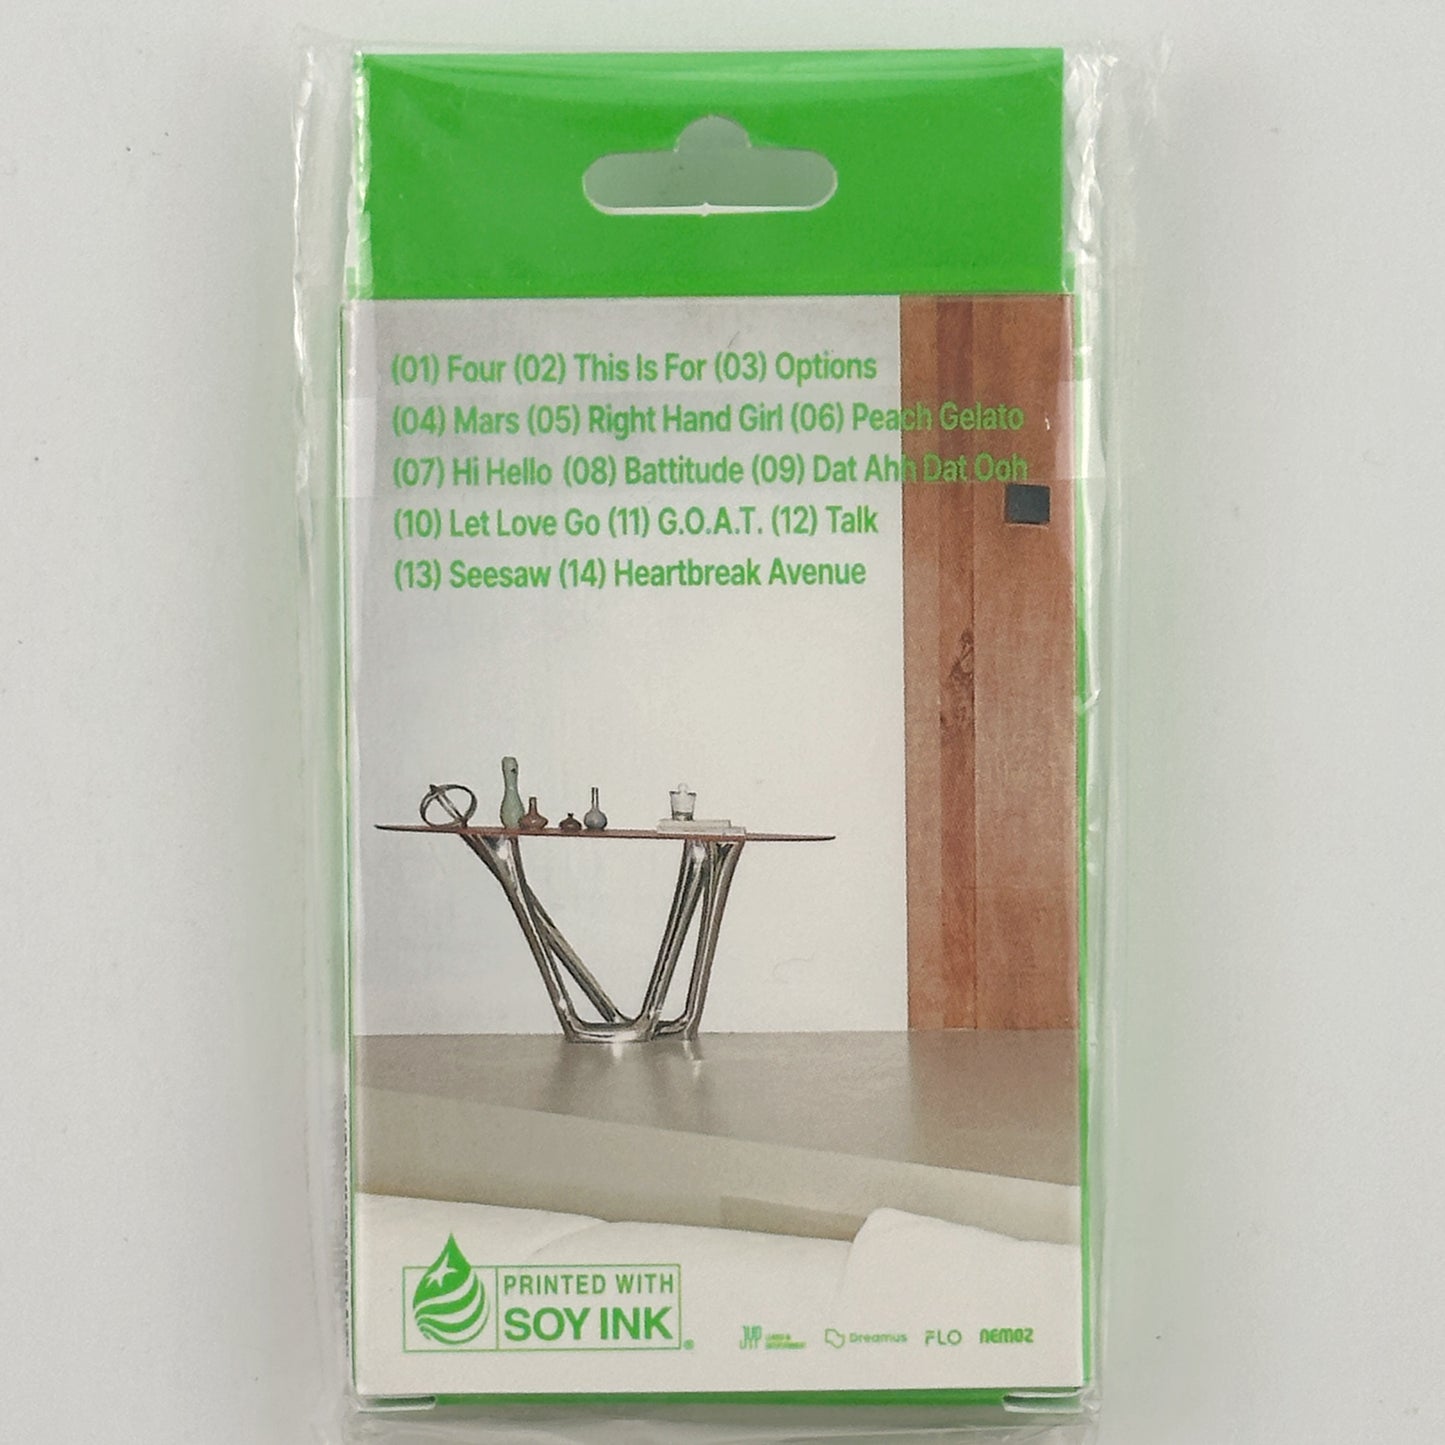 (01) Four (02) This Is For (03) Options
(04) Mars (05) Right Hand Girl (06) Peach Gelato
(07) Hi Hello (08) Battitude (09) Dat Ahh Dat Ooh
(10) Let Love Go (11) G.O.A.T. (12) Talk
(13) Seesaw (14) Heartbreak Avenue
PRINTED WITH
SOY INK®
JYP Dreamus FLO NEMOZ